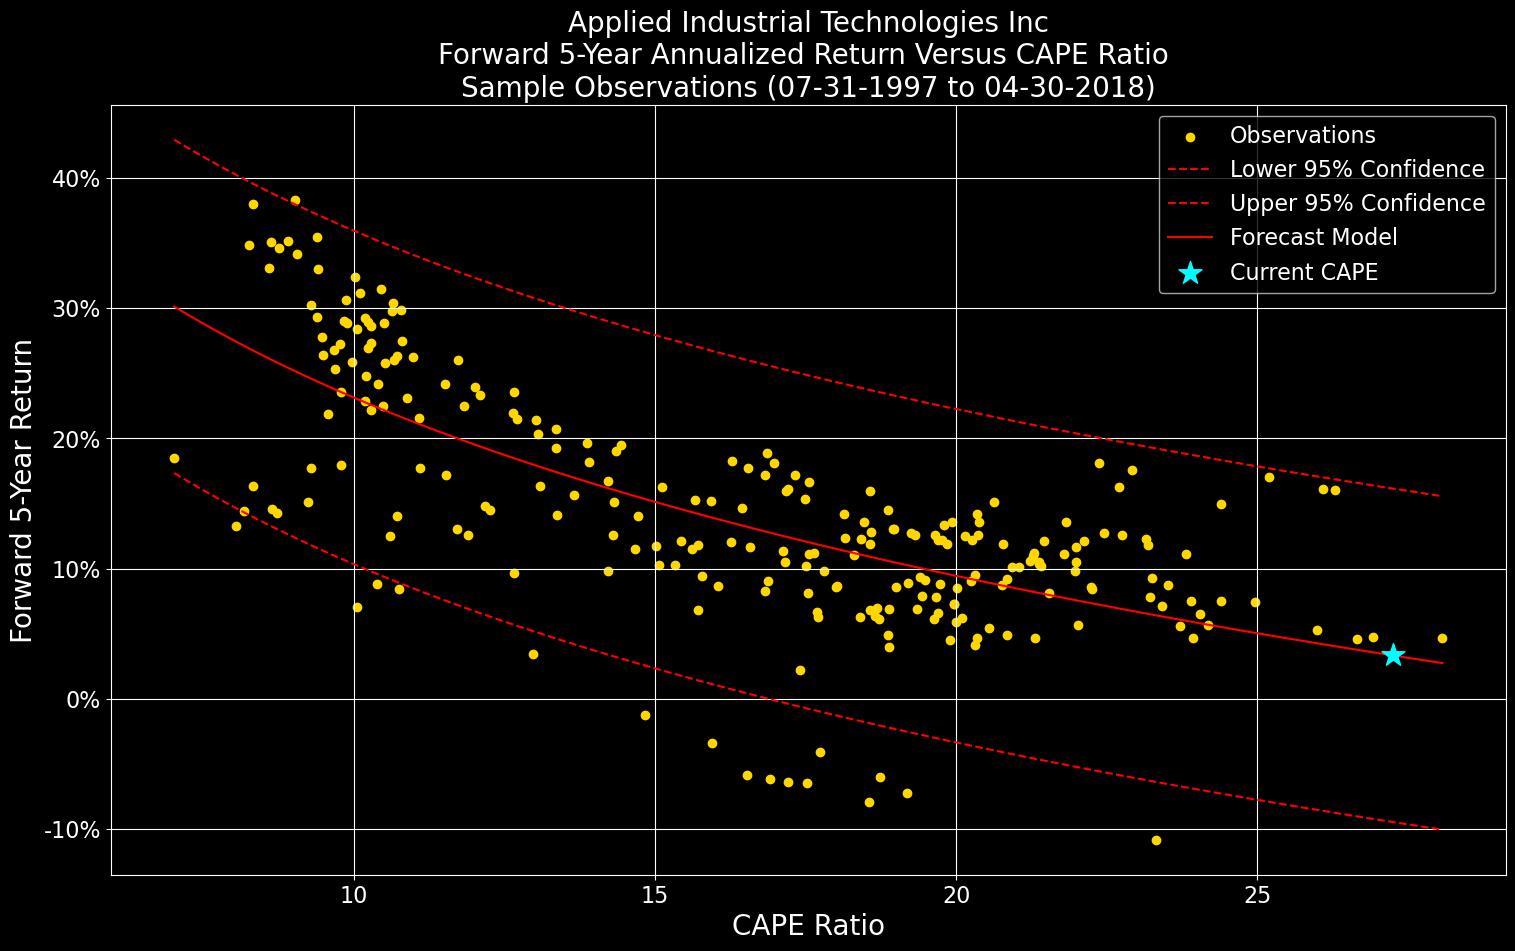 Applied Industrial Technologies Inc
Forward 5-Year Annualized Return Versus CAPE Ratio
Sample Observations (07-31-1997 to 04-30-2018)
Observations
Lower 95% Confidence
Upper 95% Confidence
Forecast Model
Current CAPE
Forward 5-Year Return
40%
30%
20%
10%
0%
-10%
10 15 20 25
CAPE Ratio